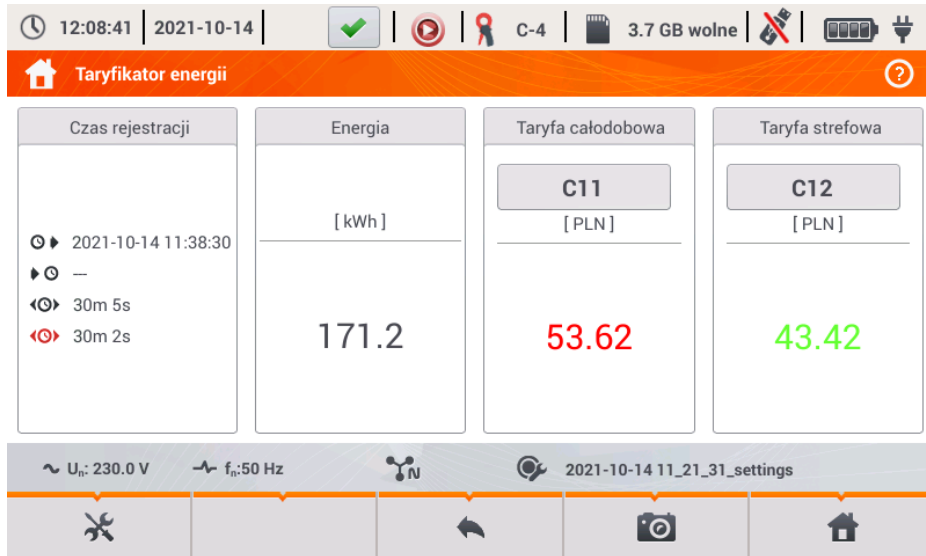 12:08:41 2021-10-14 C-4 3.7 GB wolne
Taryfikator energii ?
Czas rejestracji
2021-10-14 11:38:30
---
30m 5s
30m 2s
Energia
[ kWh ]
171.2
Taryfa całodobowa
C11
[ PLN ]
53.62
Taryfa strefowa
C12
[ PLN ]
43.42
Un: 230.0 V fn:50 Hz N 2021-10-14 11_21_31_settings